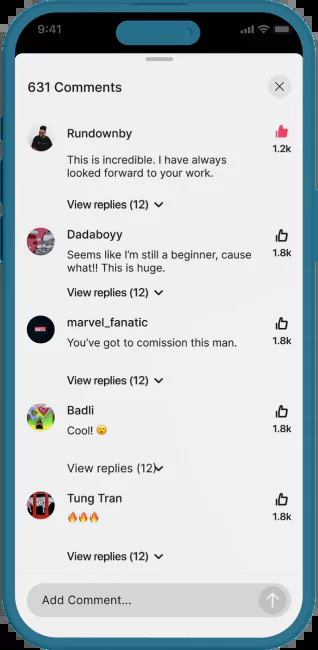 9:41
631 Comments
Rundownby
1.2k
This is incredible. I have always
looked forward to your work.
View replies (12)
Dadaboyy
Seems like I'm still a beginner, cause
what!! This is huge.
1.8k
View replies (12)
marvel_fanatic
You've got to comission this man.
1.8k
View replies (12)
Badli
Cool! 😮
1.8k
View replies (12)
Tung Tran
🔥🔥🔥
1.8k
View replies (12)
Add Comment...